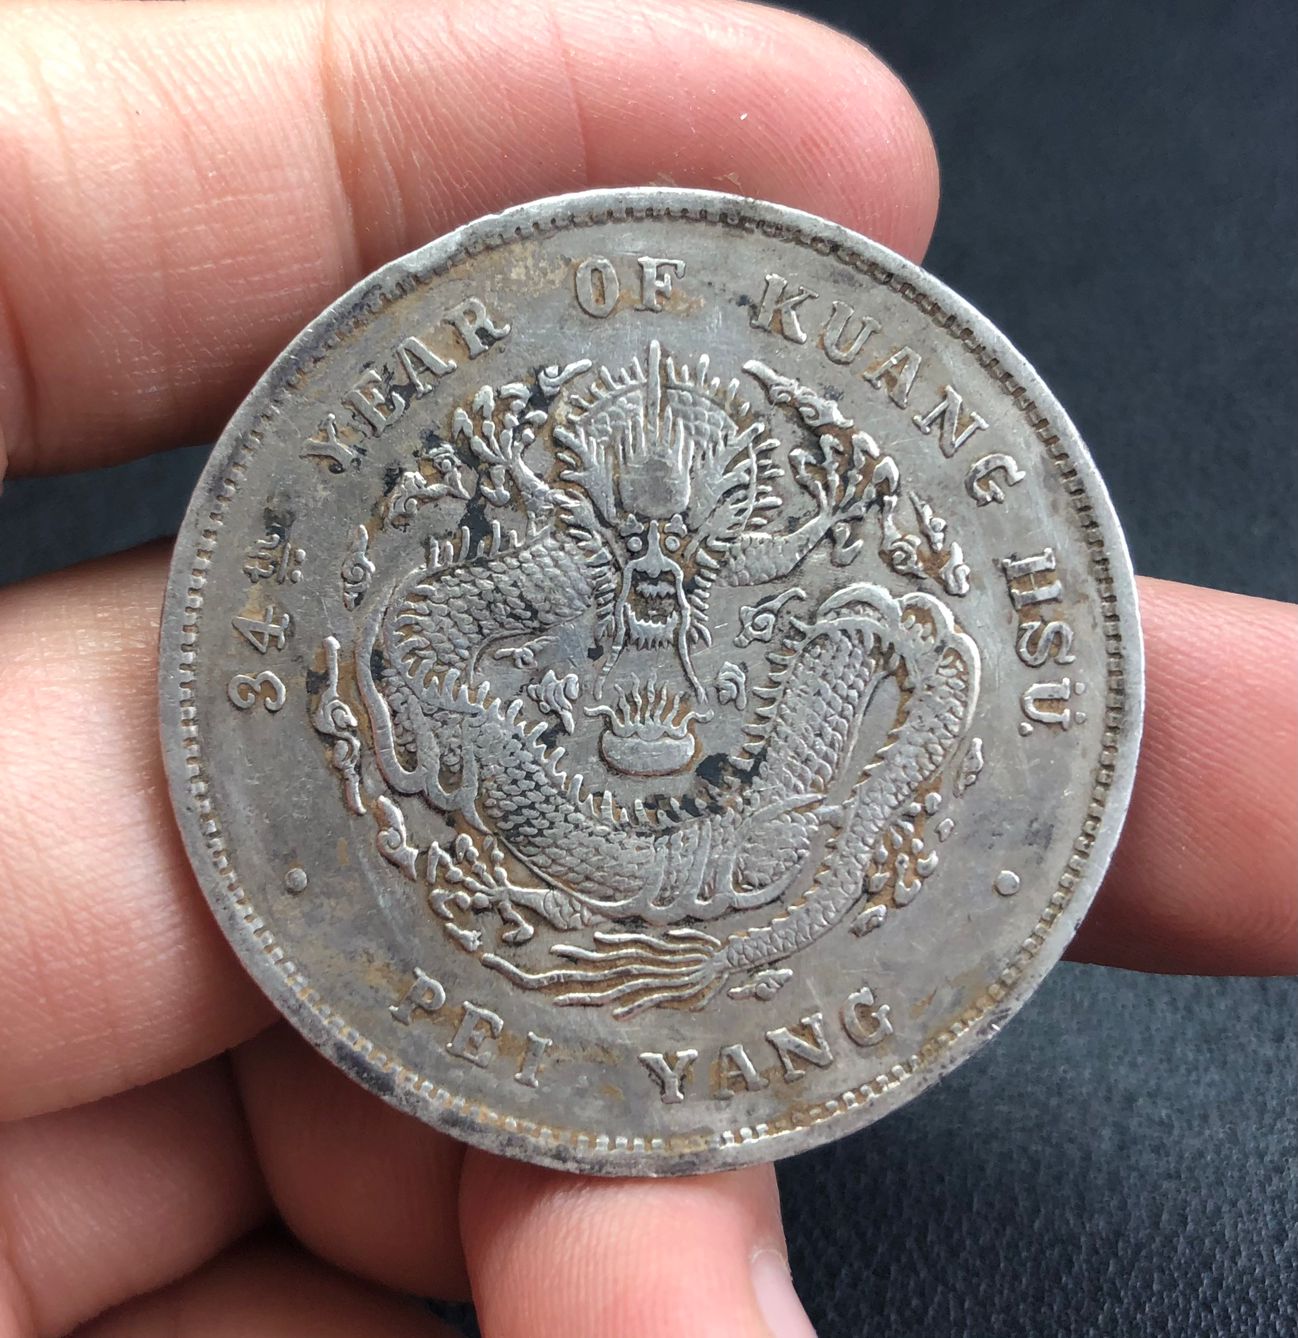 34TH YEAR OF KUANG HSÜ.
PEI YANG